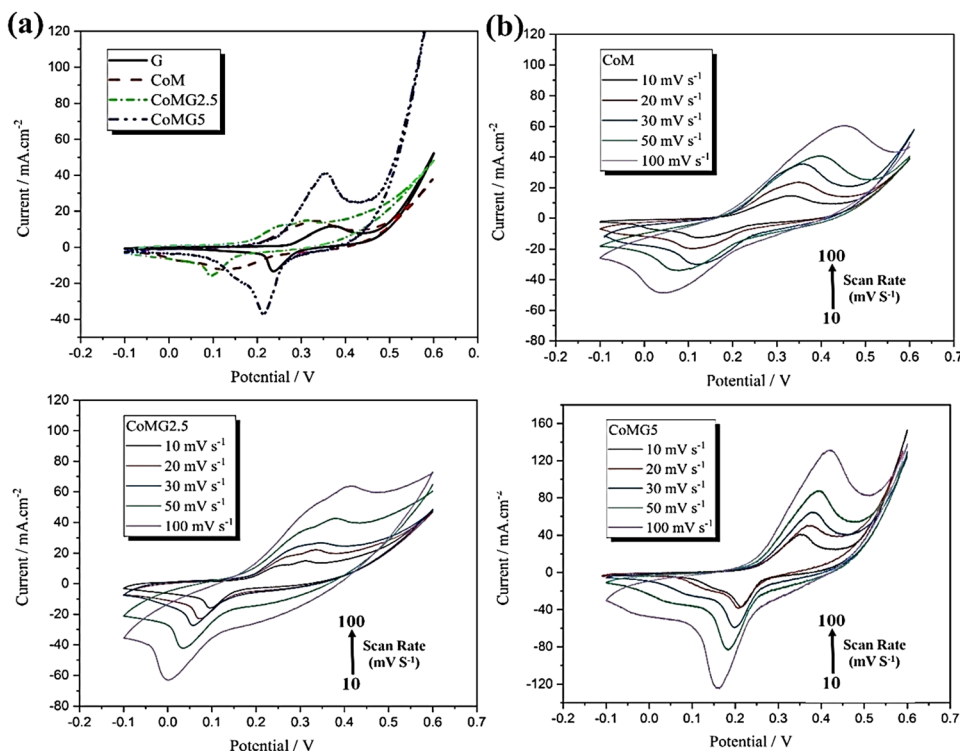 (a)
120
100
80
60
40
20
0
-20
-40
-0.2 -0.1 0.0 0.1 0.2 0.3 0.4 0.5 0.6 0.
Current / mA.cm-2
Potential / V
G
CoM
CoMG2.5
CoMG5
(b)
120
100
80
60
40
20
0
-20
-40
-60
-80
-0.2 -0.1 0.0 0.1 0.2 0.3 0.4 0.5 0.6 0.7
Current / mA.cm-2
Potential / V
CoM
10 mV s-1
20 mV s-1
30 mV s-1
50 mV s-1
100 mV s-1
100
Scan Rate
(mV S-1)
10
120
100
80
60
40
20
0
-20
-40
-60
-80
-0.2 -0.1 0.0 0.1 0.2 0.3 0.4 0.5 0.6 0.7
Current / mA.cm-2
Potential / V
CoMG2.5
10 mV s-1
20 mV s-1
30 mV s-1
50 mV s-1
100 mV s-1
100
Scan Rate
(mV S-1)
10
160
120
80
40
0
-40
-80
-120
-0.2 -0.1 0.0 0.1 0.2 0.3 0.4 0.5 0.6 0.7
Current / mA.cm-2
Potential / V
CoMG5
10 mV s-1
20 mV s-1
30 mV s-1
50 mV s-1
100 mV s-1
100
Scan Rate
(mV S-1)
10